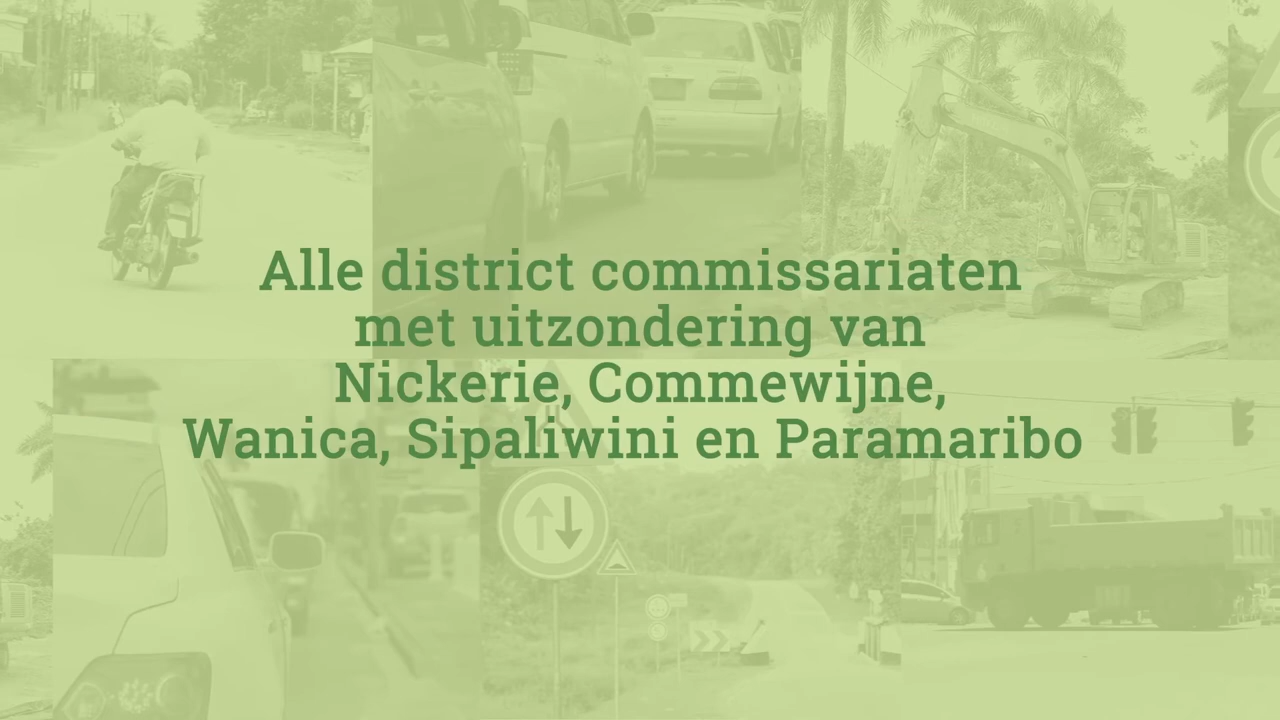 Alle district commissariaten
met uitzondering van
Nickerie, Commewijne,
Wanica, Sipaliwini en Paramaribo